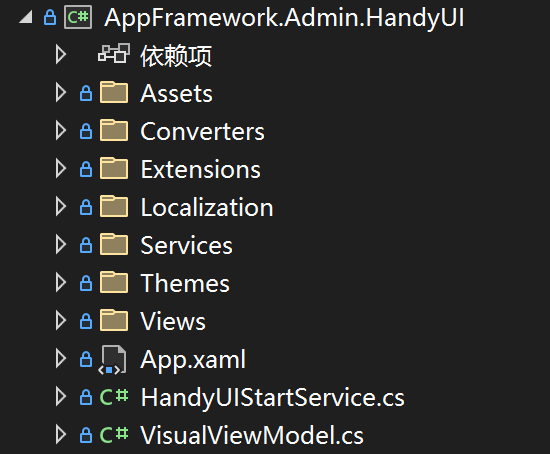 C# AppFramework.Admin.HandyUI
依赖项
Assets
Converters
Extensions
Localization
Services
Themes
Views
App.xaml
C# HandyUIStartService.cs
C# VisualViewModel.cs